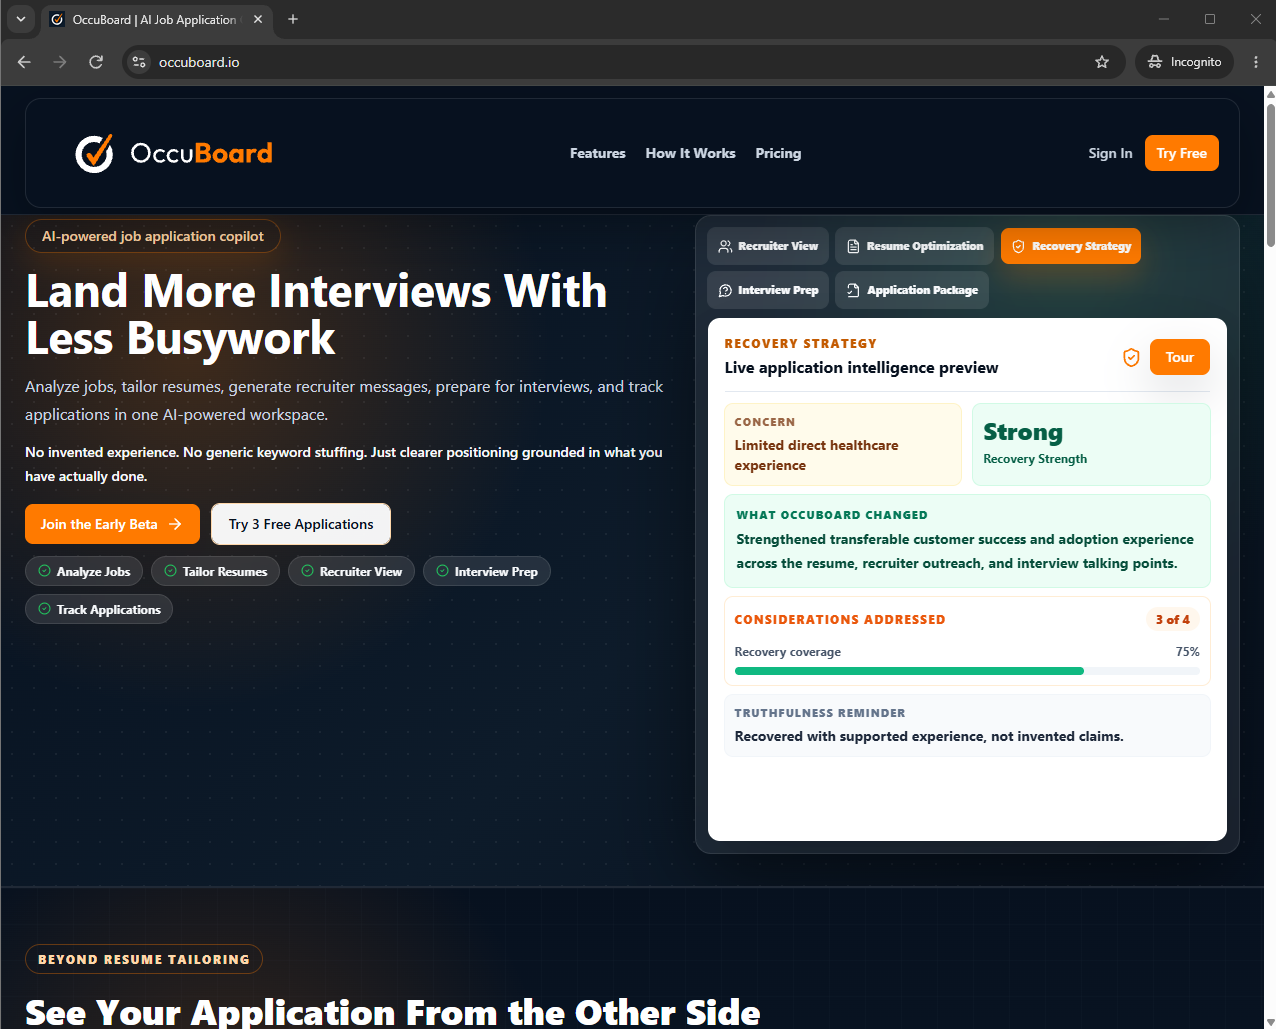 OccuBoard | AI Job Application
occuboard.io
Incognito
OccuBoard
Features
How It Works
Pricing
Sign In
Try Free
AI-powered job application copilot
Land More Interviews With
Less Busywork
Analyze jobs, tailor resumes, generate recruiter messages, prepare for interviews, and track
applications in one AI-powered workspace.
No invented experience. No generic keyword stuffing. Just clearer positioning grounded in what you
have actually done.
Join the Early Beta
Try 3 Free Applications
Analyze Jobs
Tailor Resumes
Recruiter View
Interview Prep
Track Applications
Recruiter View
Resume Optimization
Recovery Strategy
Interview Prep
Application Package
RECOVERY STRATEGY
Live application intelligence preview
Tour
CONCERN
Limited direct healthcare
experience
Strong
Recovery Strength
WHAT OCCUBOARD CHANGED
Strengthened transferable customer success and adoption experience
across the resume, recruiter outreach, and interview talking points.
CONSIDERATIONS ADDRESSED
3 of 4
Recovery coverage
75%
TRUTHFULNESS REMINDER
Recovered with supported experience, not invented claims.
BEYOND RESUME TAILORING
See Your Application From the Other Side